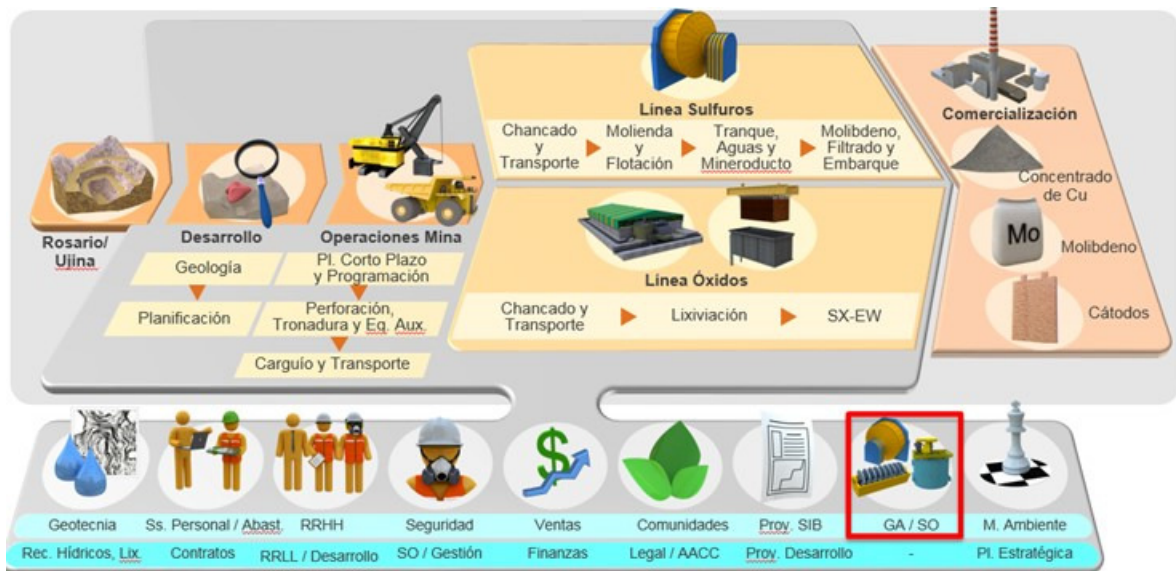 Línea Sulfuros
Chancado
y
Transporte
Molienda
y
Flotación
Tranque,
Aguas y
Mineroducto
Molibdeno,
Filtrado y
Embarque
Comercialización
Concentrado
de Cu
Mo
Molibdeno
Cátodos
Rosario/
Ujina
Desarrollo
Geología
Planificación
Operaciones Mina
Pl. Corto Plazo
y Programación
Perforación,
Tronadura y Eq. Aux.
Carguío y Transporte
Línea Óxidos
Chancado y
Transporte
Lixiviación
SX-EW
Geotecnia
Ss. Personal / Abast.
RRHH
Seguridad
Ventas
Comunidades
Proy. SIB
GA / SO
M. Ambiente
Rec. Hídricos, Lix.
Contratos
RRLL / Desarrollo
SO / Gestión
Finanzas
Legal / AACC
Proy. Desarrollo
-
Pl. Estratégica